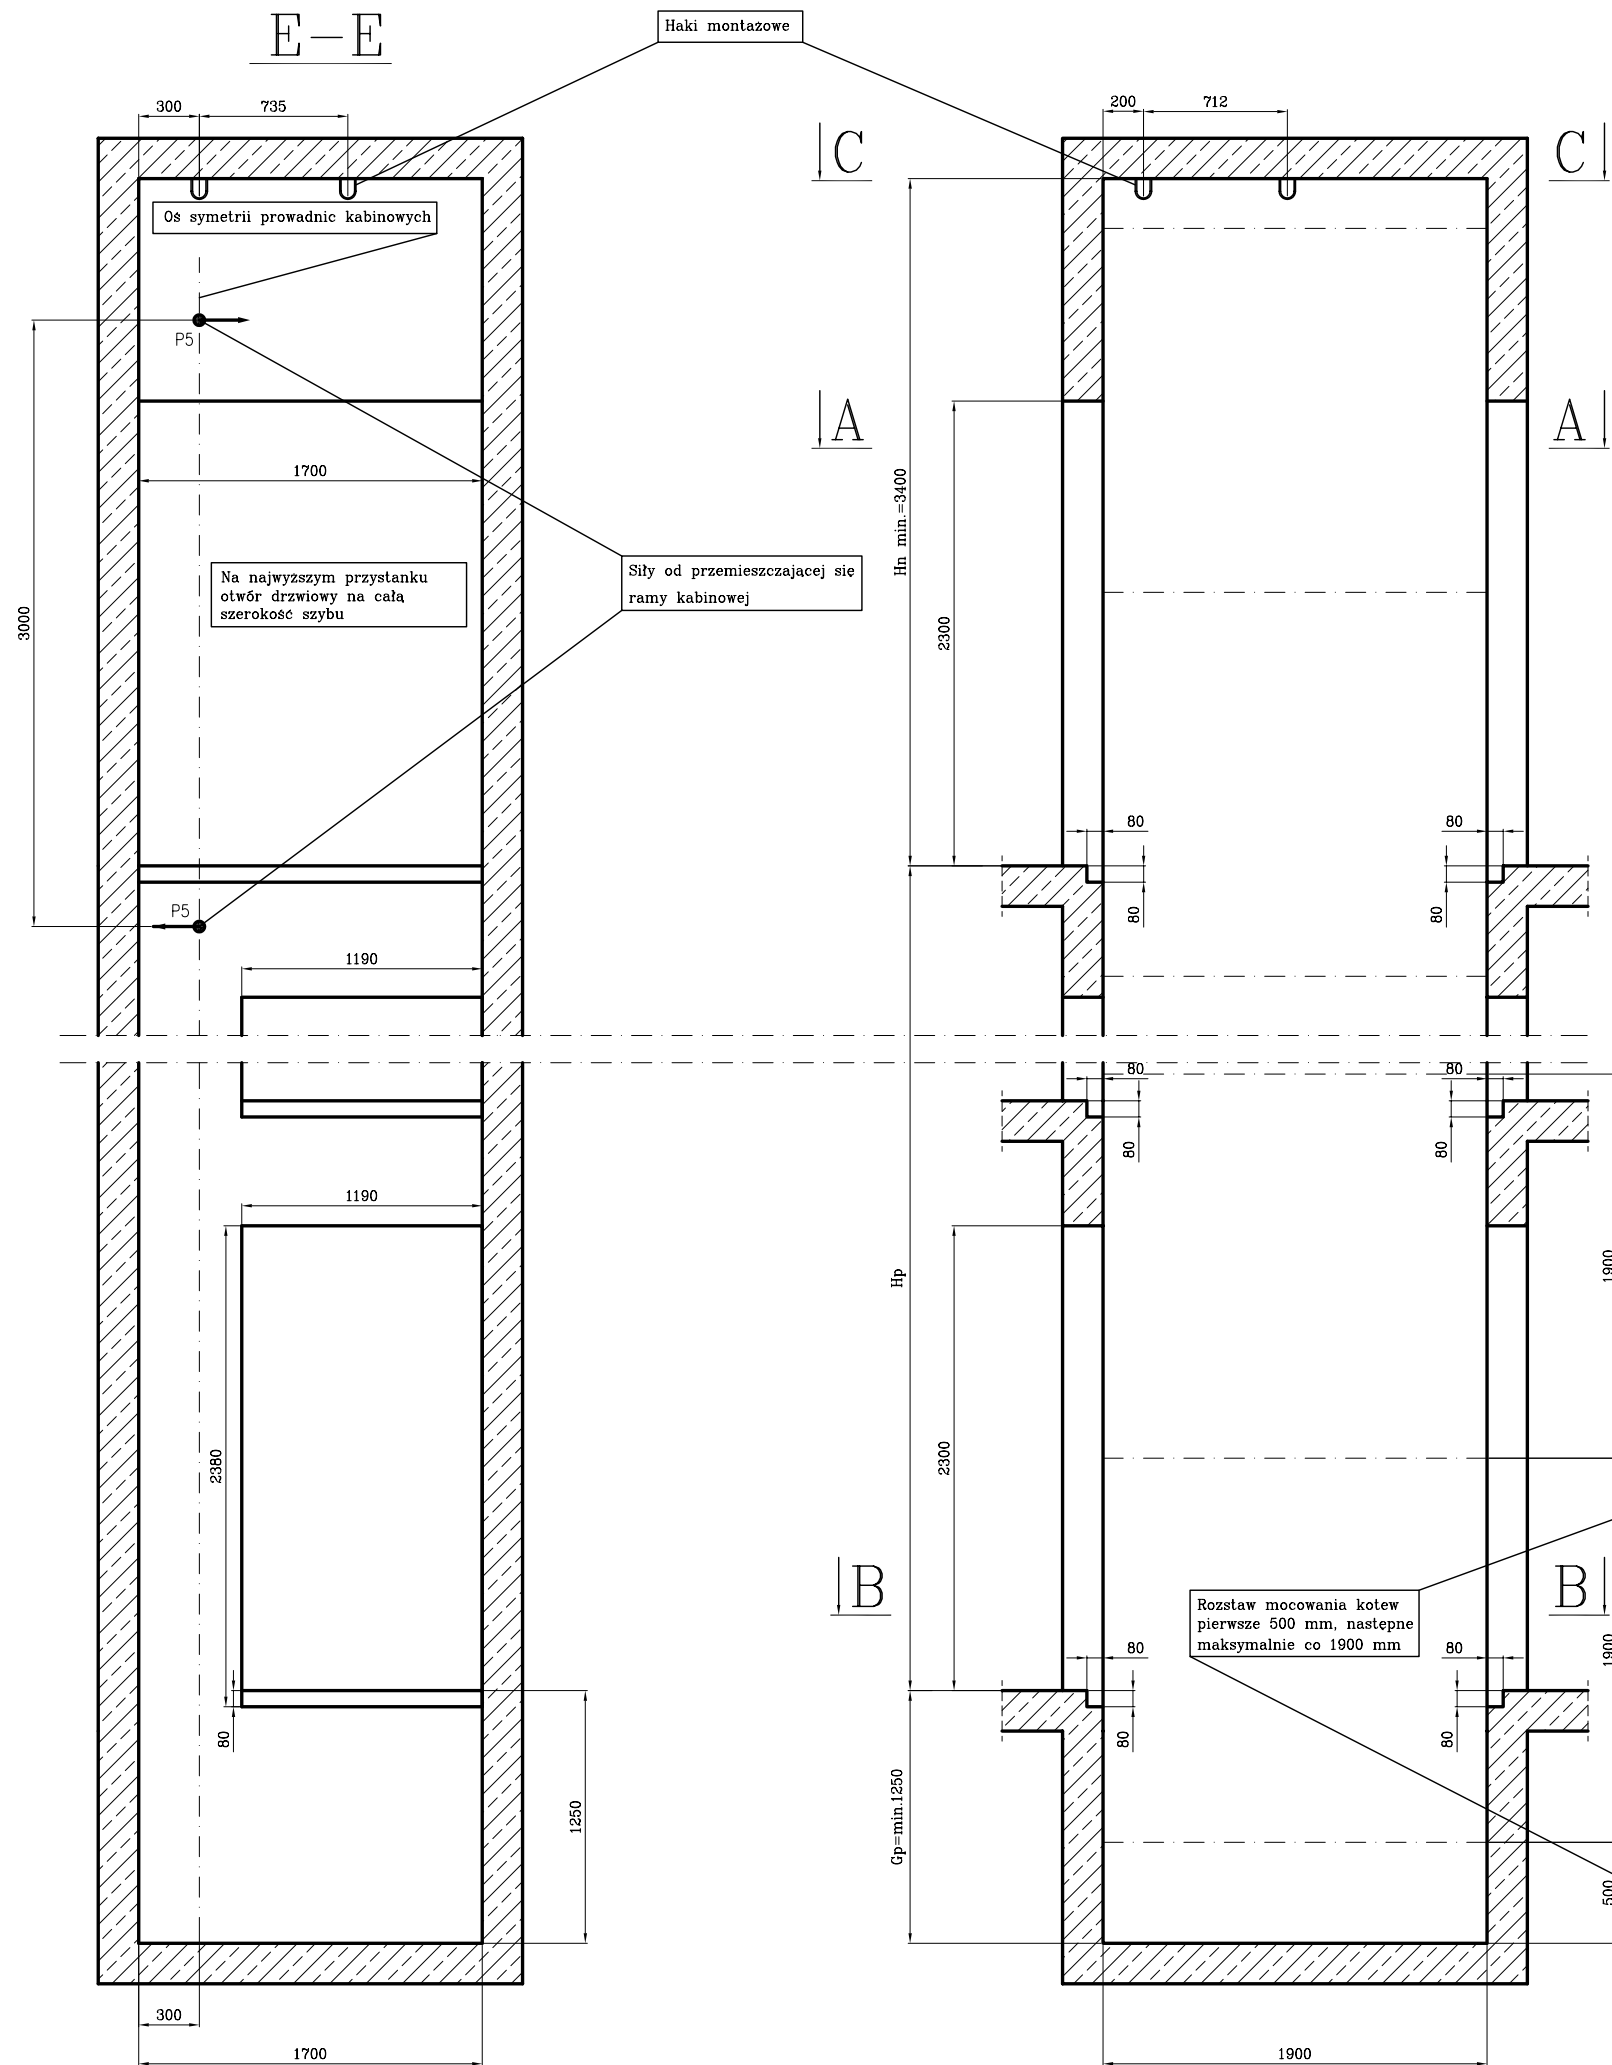 E-E
Haki montażowe
300
735
200
712
C
C
Oś symetrii prowadnic kabinowych
P5
A
A
1700
Hn min.=3400
Na najwyższym przystanku
otwór drzwiowy na całą
szerokość szybu
Siły od przemieszczającej się
ramy kabinowej
3000
2300
80
80
80
80
P5
1190
80
80
80
80
1190
1900
Hp
2380
2300
B
B
Rozstaw mocowania kotew
pierwsze 500 mm, następne
maksymalnie co 1900 mm
80
80
1900
80
80
80
1250
Gp=min.1250
500
300
1700
1900